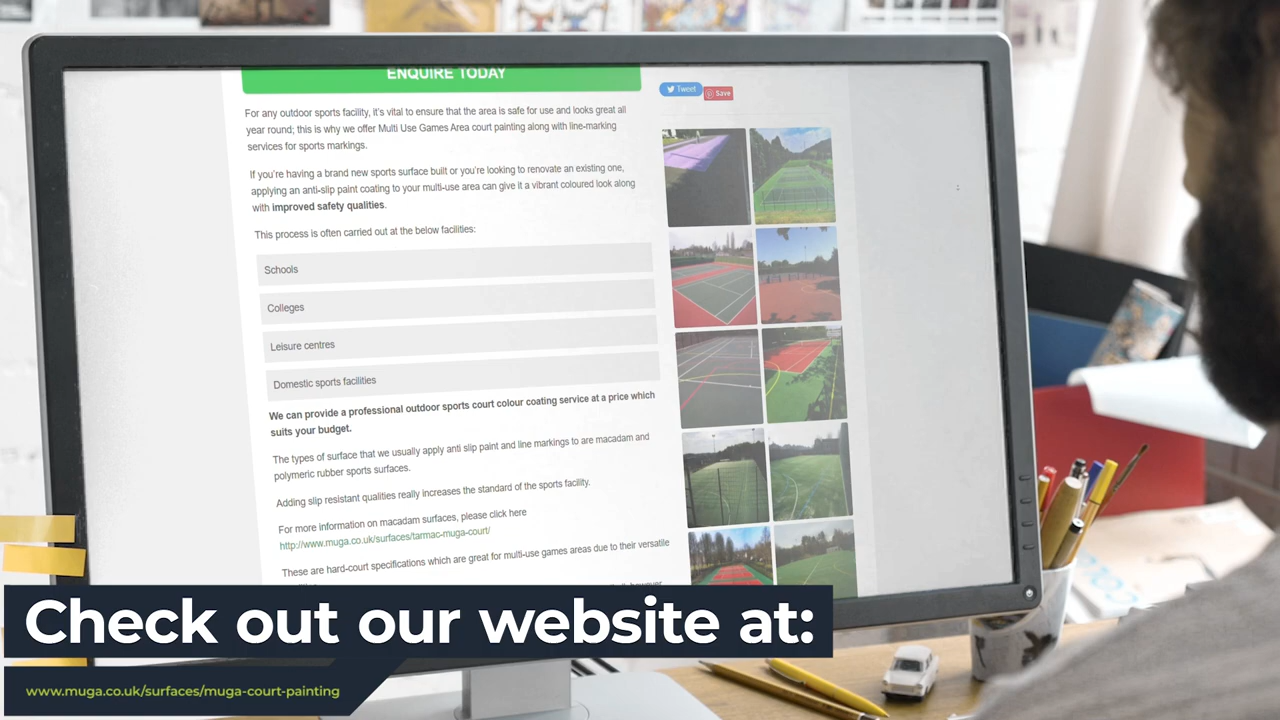 ENQUIRE TODAY
Tweet
Save
For any outdoor sports facility, it's vital to ensure that the area is safe for use and looks great all
year round; this is why we offer Multi Use Games Area court painting along with line-marking
services for sports markings.
If you're having a brand new sports surface built or you're looking to renovate an existing one,
applying an anti-slip paint coating to your multi-use area can give it a vibrant coloured look along
with improved safety qualities.
This process is often carried out at the below facilities:
Schools
Colleges
Leisure centres
Domestic sports facilities
We can provide a professional outdoor sports court colour coating service at a price which
suits your budget.
The types of surface that we usually apply anti slip paint and line markings to are macadam and
polymeric rubber sports surfaces.
Adding slip resistant qualities really increases the standard of the sports facility.
For more information on macadam surfaces, please click here
http://www.muga.co.uk/surfaces/tarmac-muga-court/
These are hard-court specifications which are great for multi-use games areas due to their versatile
however
Check out our website at:
www.muga.co.uk/surfaces/muga-court-painting